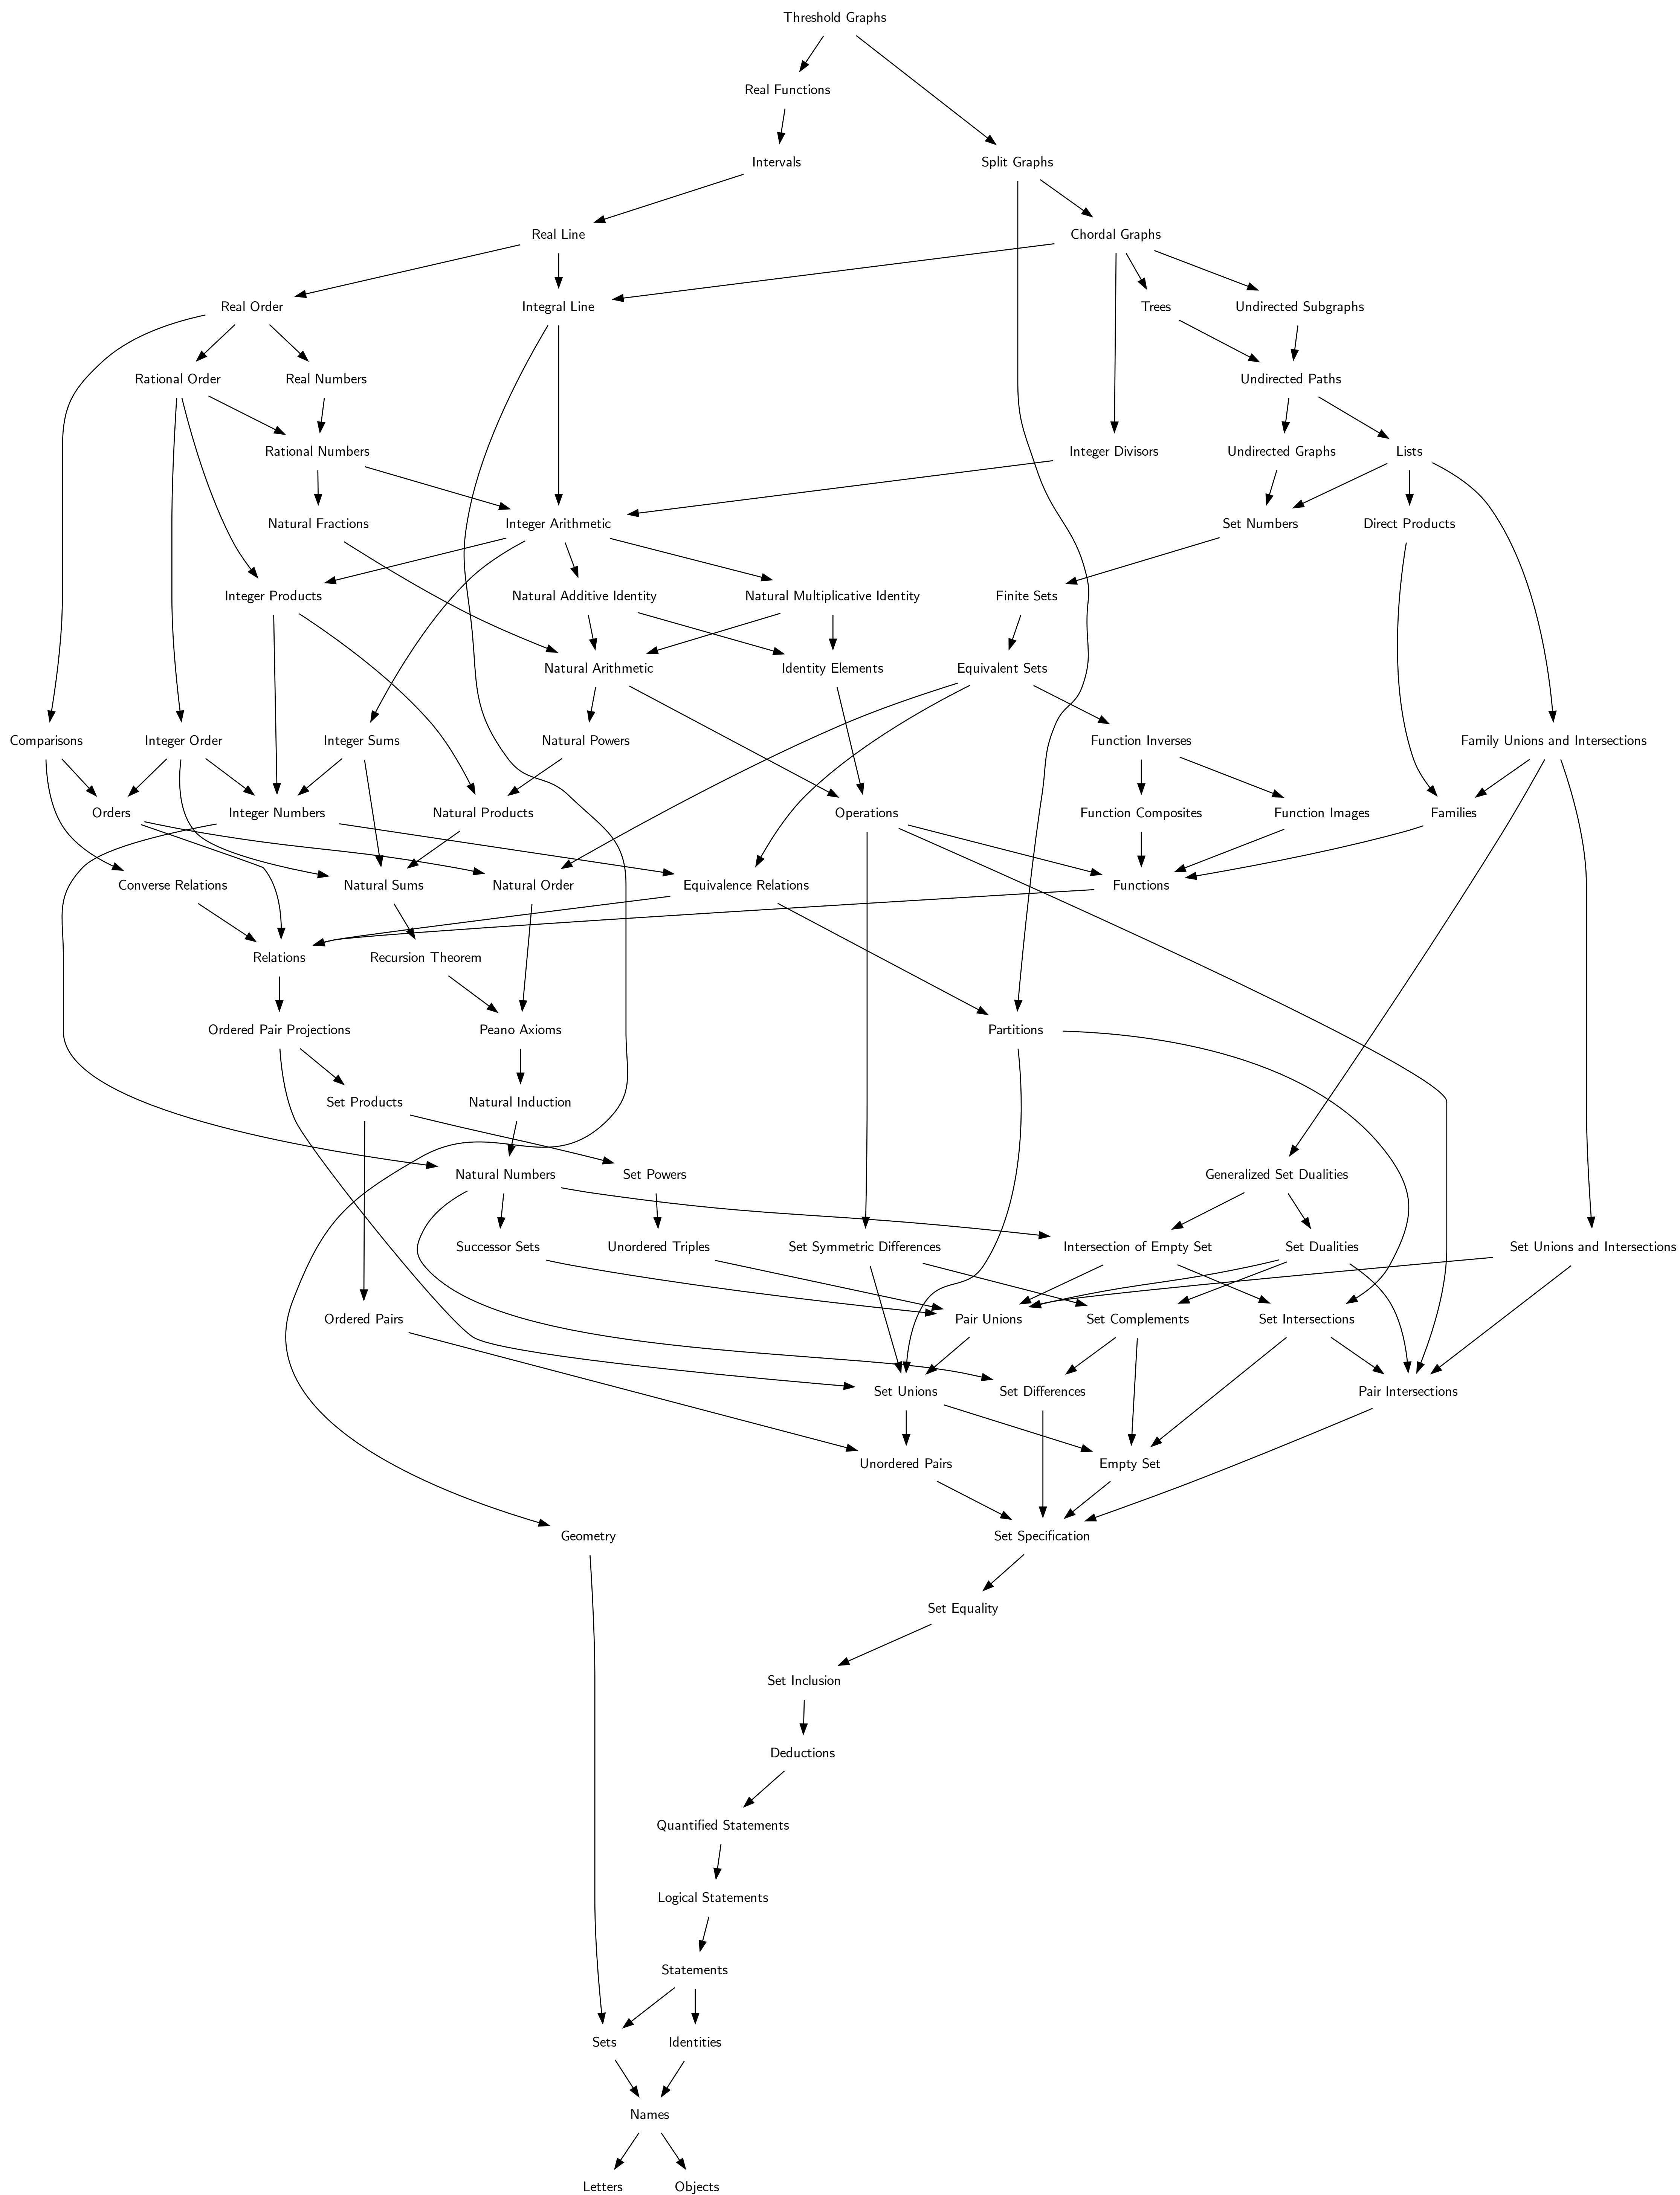 Threshold Graphs
Real Functions
Intervals
Split Graphs
Real Line
Chordal Graphs
Real Order
Integral Line
Trees
Undirected Subgraphs
Rational Order
Real Numbers
Undirected Paths
Rational Numbers
Integer Divisors
Undirected Graphs
Lists
Natural Fractions
Integer Arithmetic
Set Numbers
Direct Products
Integer Products
Natural Additive Identity
Natural Multiplicative Identity
Finite Sets
Natural Arithmetic
Identity Elements
Equivalent Sets
Comparisons
Integer Order
Integer Sums
Natural Powers
Function Inverses
Family Unions and Intersections
Orders
Integer Numbers
Natural Products
Operations
Function Composites
Function Images
Families
Converse Relations
Natural Sums
Natural Order
Equivalence Relations
Functions
Relations
Recursion Theorem
Ordered Pair Projections
Peano Axioms
Partitions
Set Products
Natural Induction
Natural Numbers
Set Powers
Generalized Set Dualities
Successor Sets
Unordered Triples
Set Symmetric Differences
Intersection of Empty Set
Set Dualities
Set Unions and Intersections
Ordered Pairs
Pair Unions
Set Complements
Set Intersections
Set Unions
Set Differences
Pair Intersections
Unordered Pairs
Empty Set
Geometry
Set Specification
Set Equality
Set Inclusion
Deductions
Quantified Statements
Logical Statements
Statements
Sets
Identities
Names
Letters
Objects